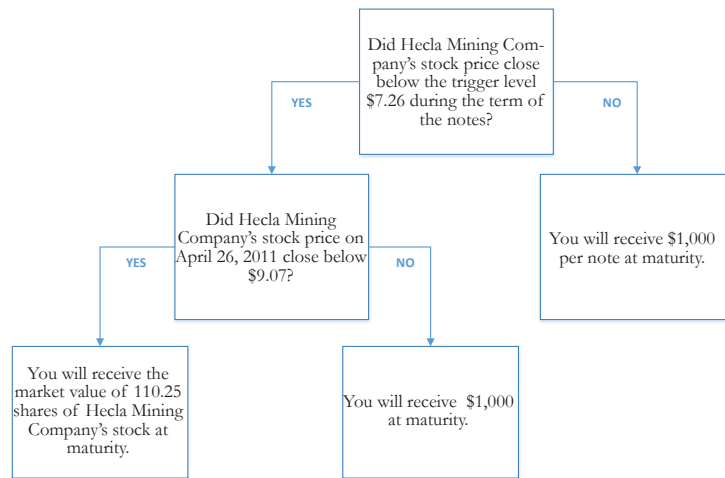 Did Hecla Mining Com-
pany's stock price close
below the trigger level
$7.26 during the term of
the notes?
YES
NO
Did Hecla Mining
Company's stock price on
April 26, 2011 close below
$9.07?
You will receive $1,000
per note at maturity.
YES
NO
You will receive the
market value of 110.25
shares of Hecla Mining
Company's stock at
maturity.
You will receive $1,000
at maturity.